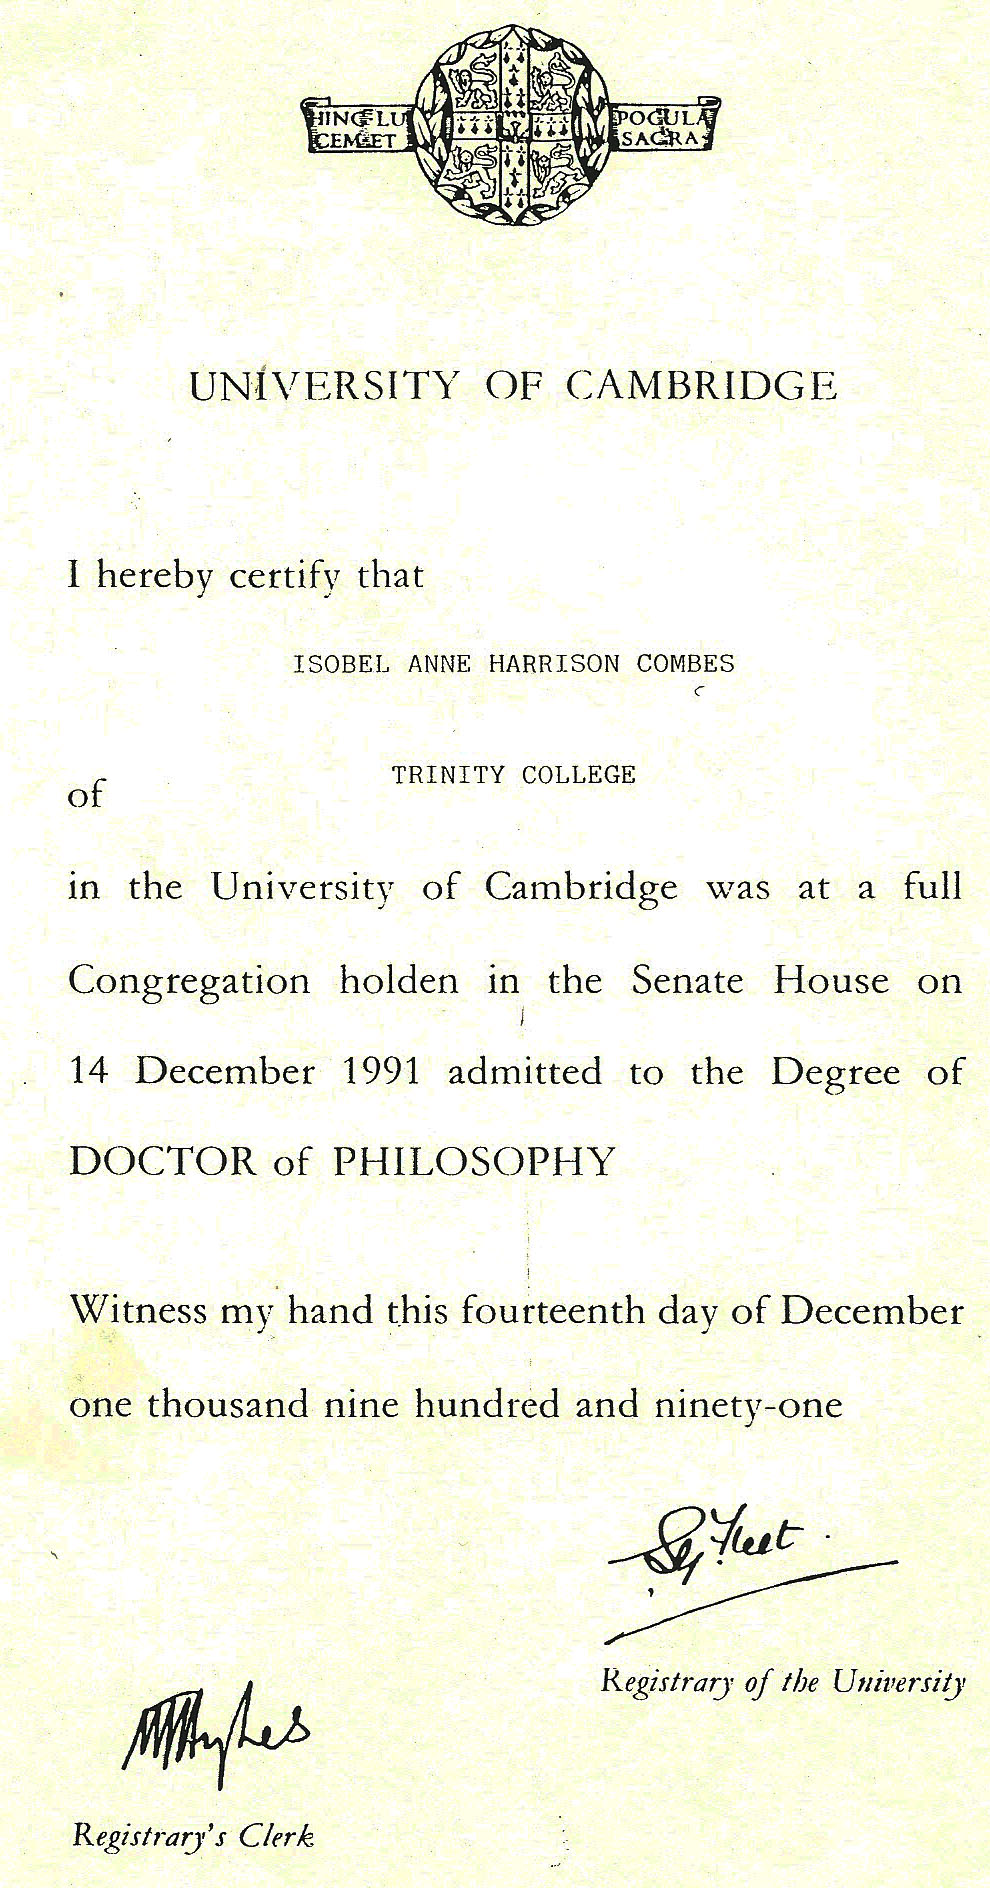 HINC LU
CEM ET
POCULA
SACRA
UNIVERSITY OF CAMBRIDGE
I hereby certify that
ISOBEL ANNE HARRISON COMBES
of TRINITY COLLEGE
in the University of Cambridge was at a full
Congregation holden in the Senate House on
14 December 1991 admitted to the Degree of
DOCTOR of PHILOSOPHY
Witness my hand this fourteenth day of December
one thousand nine hundred and ninety-one
Registrary of the University
Registrary's Clerk